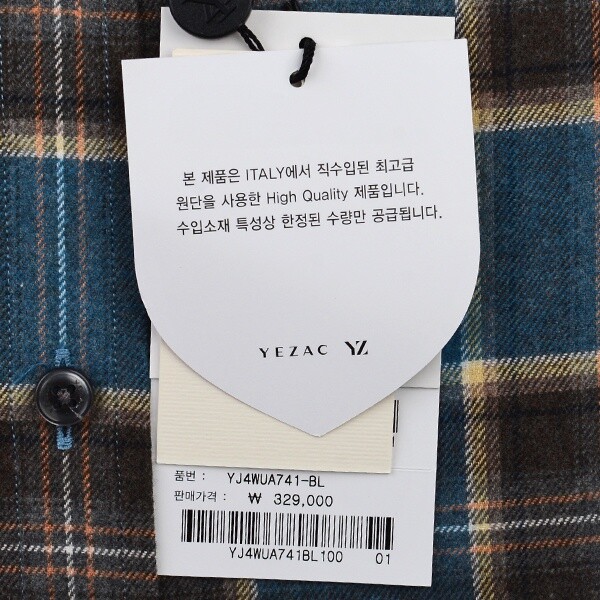 YZ
본 제품은 ITALY에서 직수입된 최고급
원단을 사용한 High Quality 제품입니다.
수입소재 특성상 한정된 수량만 공급됩니다.
YEZAC YZ
품번 : YJ4WUA741-BL
판매가격 : ₩ 329,000
YJ4WUA741BL100 01